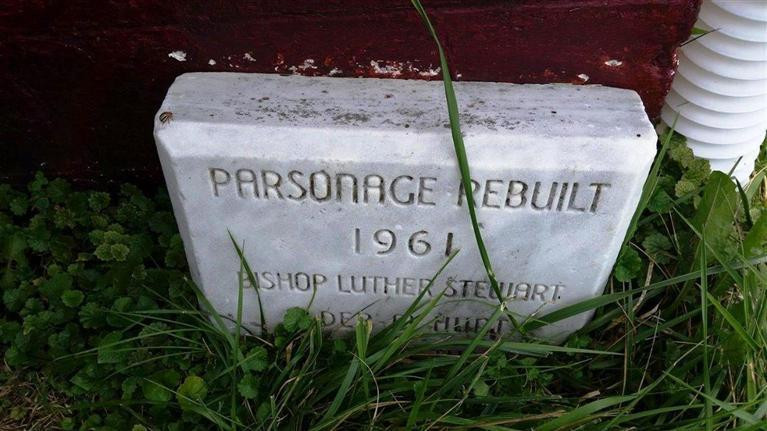 PARSONAGE REBUILT
1961
BISHOP LUTHER STEWART